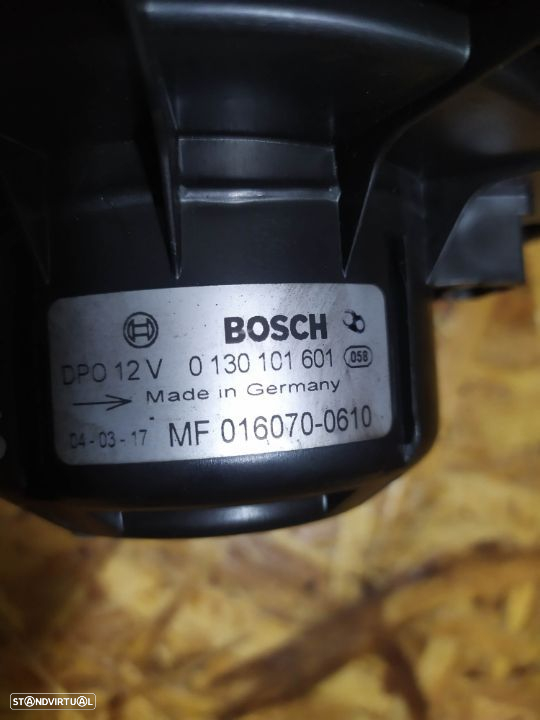 BOSCH
DPO 12 V 0 130 101 601 058
Made in Germany
04-03-17 MF 016070-0610
STANDVIRTUAL